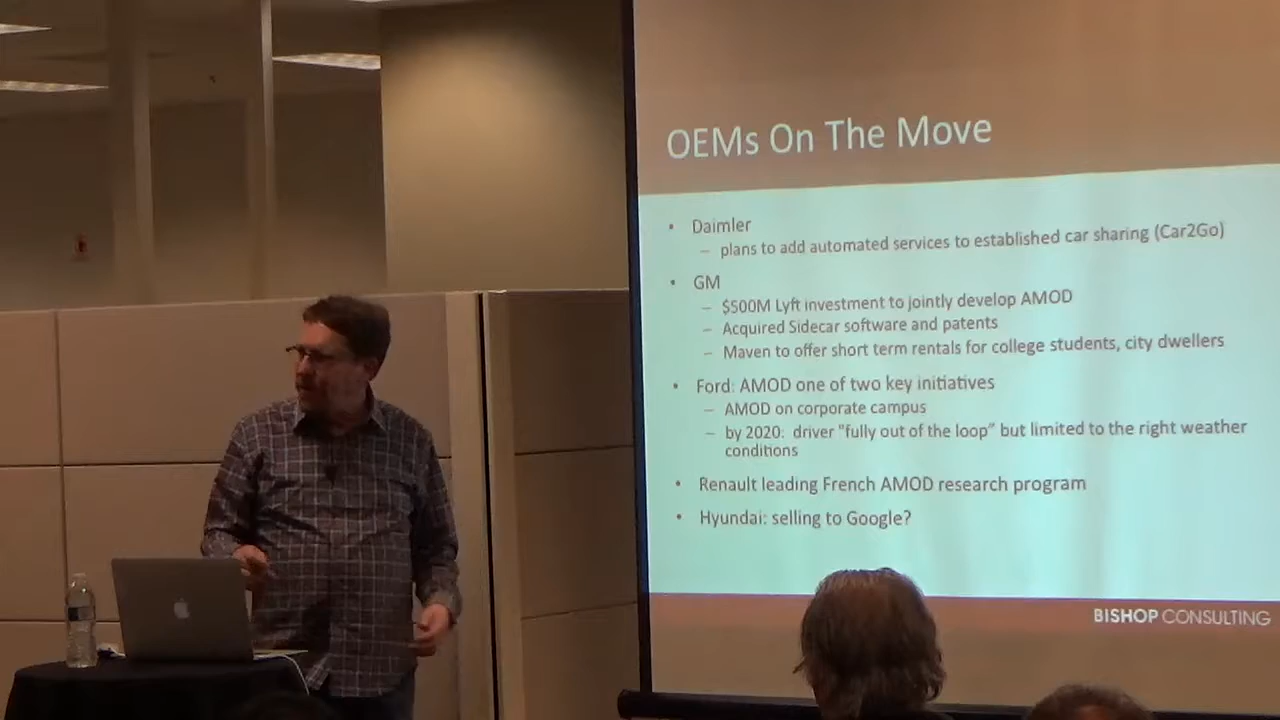 OEMs On The Move
• Daimler
– plans to add automated services to established car sharing (Car2Go)
• GM
– $500M Lyft investment to jointly develop AMOD
– Acquired Sidecar software and patents
– Maven to offer short term rentals for college students, city dwellers
• Ford: AMOD one of two key initiatives
– AMOD on corporate campus
– by 2020: driver "fully out of the loop" but limited to the right weather
conditions
• Renault leading French AMOD research program
• Hyundai: selling to Google?
BISHOP CONSULTING